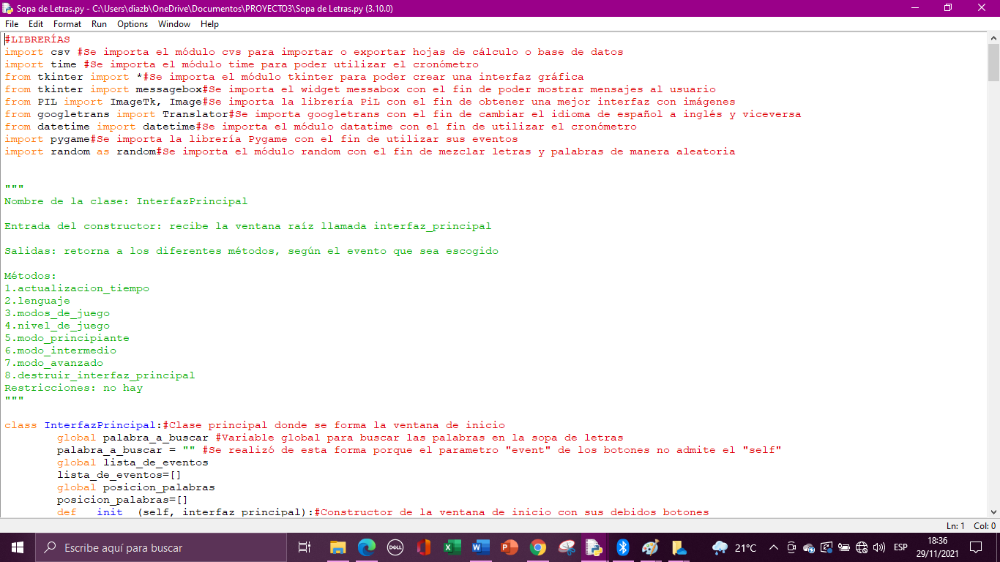 Sopa de Letras.py - C:\Users\diazb\OneDrive\Documentos\PROYECTO3\Sopa de Letras.py (3.10.0)
File Edit Format Run Options Window Help
#LIBRERÍAS
import csv #Se importa el módulo cvs para importar o exportar hojas de cálculo o base de datos
import time #Se importa el módulo time para poder utilizar el cronómetro
from tkinter import *#Se importa el módulo tkinter para poder crear una interfaz gráfica
from tkinter import messagebox#Se importa el widget messabox con el fin de poder mostrar mensajes al usuario
from PIL import ImageTk, Image#Se importa la librería PiL con el fin de obtener una mejor interfaz con imágenes
from googletrans import Translator#Se importa googletrans con el fin de cambiar el idioma de español a inglés y viceversa
from datetime import datetime#Se importa el módulo datatime con el fin de utilizar el cronómetro
import pygame#Se importa la librería Pygame con el fin de utilizar sus eventos
import random as random#Se importa el módulo random con el fin de mezclar letras y palabras de manera aleatoria
"""
Nombre de la clase: InterfazPrincipal
Entrada del constructor: recibe la ventana raíz llamada interfaz_principal
Salidas: retorna a los diferentes métodos, según el evento que sea escogido
Métodos:
1.actualizacion_tiempo
2.lenguaje
3.modos_de_juego
4.nivel_de_juego
5.modo_principiante
6.modo_intermedio
7.modo_avanzado
8.destruir_interfaz_principal
Restricciones: no hay
"""
class InterfazPrincipal:#Clase principal donde se forma la ventana de inicio
global palabra_a_buscar #Variable global para buscar las palabras en la sopa de letras
palabra_a_buscar = "" #Se realizó de esta forma porque el parametro "event" de los botones no admite el "self"
global lista_de_eventos
lista_de_eventos=[]
global posicion_palabras
posicion_palabras=[]
def __init__(self, interfaz_principal):#Constructor de la ventana de inicio con sus debidos botones
Ln: 1 Col: 0
Escribe aquí para buscar
DELL
21°C
ESP
18:36
29/11/2021